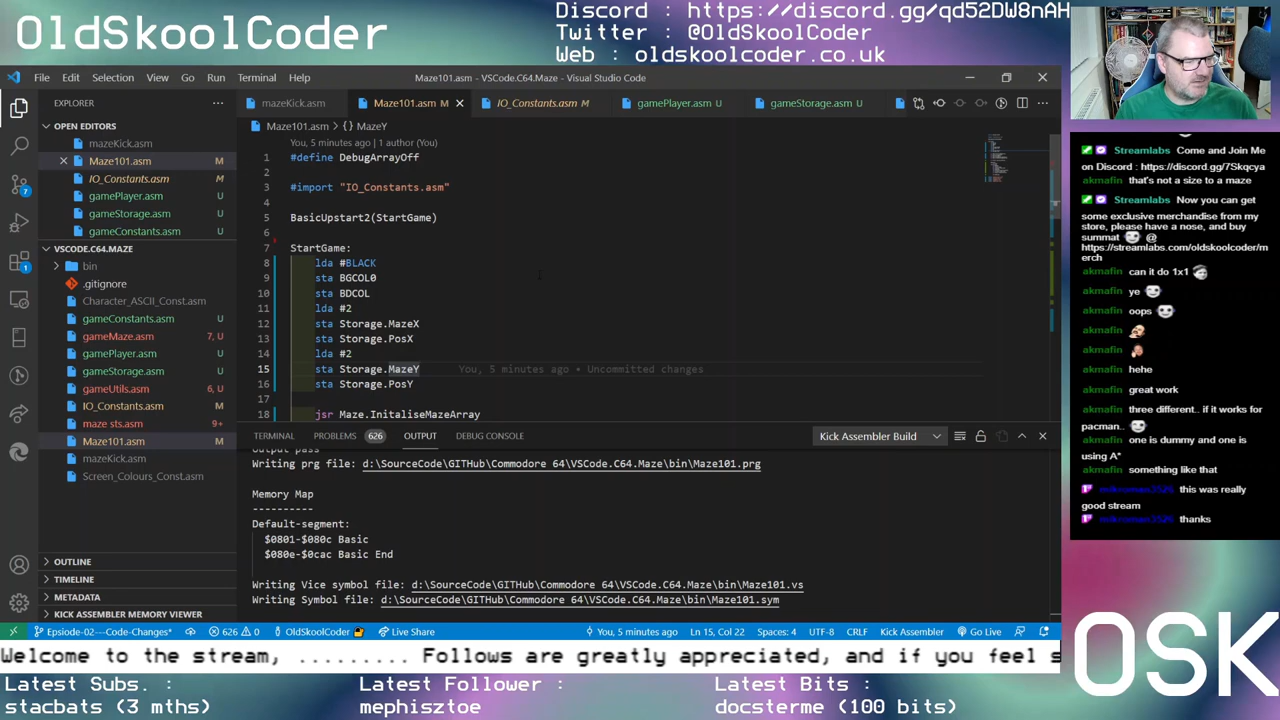 OldSkoolCoder
Discord : https://discord.gg/qd52DW8nAH
Twitter : @OldSkoolCoder
Web : oldskoolcoder.co.uk
File Edit Selection View Go Run Terminal Help
Maze101.asm - VSCode.C64.Maze - Visual Studio Code
EXPLORER
OPEN EDITORS
mazeKick.asm
Maze101.asm M
IO_Constants.asm M
gamePlayer.asm U
gameStorage.asm U
gameConstants.asm U
VSCODE.C64.MAZE
bin
.gitignore
Character_ASCII_Const.asm
gameConstants.asm U
gameMaze.asm 7, U
gamePlayer.asm U
gameStorage.asm U
gameUtils.asm 6, U
IO_Constants.asm M
maze sts.asm 9+
Maze101.asm M
mazeKick.asm
Screen_Colours_Const.asm
OUTLINE
TIMELINE
METADATA
KICK ASSEMBLER MEMORY VIEWER
7
1
mazeKick.asm Maze101.asm M IO_Constants.asm M gamePlayer.asm U gameStorage.asm U
Maze101.asm > {} MazeY
You, 5 minutes ago | 1 author (You)
1 #define DebugArrayOff
2
3 #import "IO_Constants.asm"
4
5 BasicUpstart2(StartGame)
6
7 StartGame:
8 lda #BLACK
9 sta BGCOL0
10 sta BDCOL
11 lda #2
12 sta Storage.MazeX
13 sta Storage.PosX
14 lda #2
15 sta Storage.MazeY You, 5 minutes ago • Uncommitted changes
16 sta Storage.PosY
17
18 jsr Maze.InitaliseMazeArray
TERMINAL PROBLEMS 626 OUTPUT DEBUG CONSOLE
Kick Assembler Build
Output pass
Writing prg file: d:\SourceCode\GITHub\Commodore 64\VSCode.C64.Maze\bin\Maze101.prg
Memory Map
----------
Default-segment:
$0801-$080c Basic
$080e-$0cac Basic End
Writing Vice symbol file: d:\SourceCode\GITHub\Commodore 64\VSCode.C64.Maze\bin\Maze101.vs
Writing Symbol file: d:\SourceCode\GITHub\Commodore 64\VSCode.C64.Maze\bin\Maze101.sym
Epsiode-02---Code-Changes* 626 0 OldSkoolCoder Live Share You, 5 minutes ago Ln 15, Col 22 Spaces: 4 UTF-8 CRLF Kick Assembler Go Live
Streamlabs : Come and Join Me
on Discord : https://discord.gg/7Skqcya
akmafin : that's not a size to a maze
Streamlabs : Now you can get
some exclusive merchandise from my
store, please have a nose, and buy
summat @
https://streamlabs.com/oldskoolcoder/m
erch
akmafin : can it do 1x1
akmafin : ye
akmafin : oops
akmafin :
akmafin :
akmafin : hehe
akmafin : great work
akmafin : three different.. if it works for
pacman..
akmafin : one is dummy and one is
using A*
akmafin : something like that
this was really
good stream
thanks
OSK
Welcome to the stream, ......... Follows are greatly appreciated, and if you feel s
Latest Subs. :
stacbats (3 mths)
Latest Follower :
mephisztoe
Latest Bits :
docsterme (100 bits)